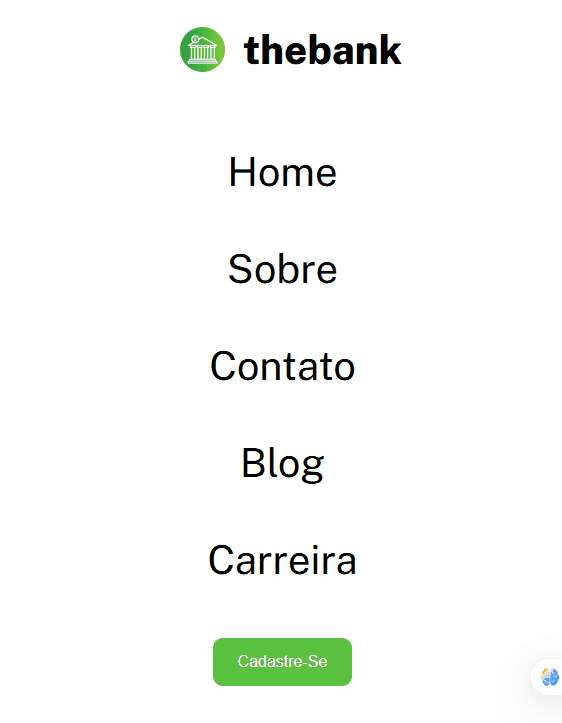 thebank
Home
Sobre
Contato
Blog
Carreira
Cadastre-Se